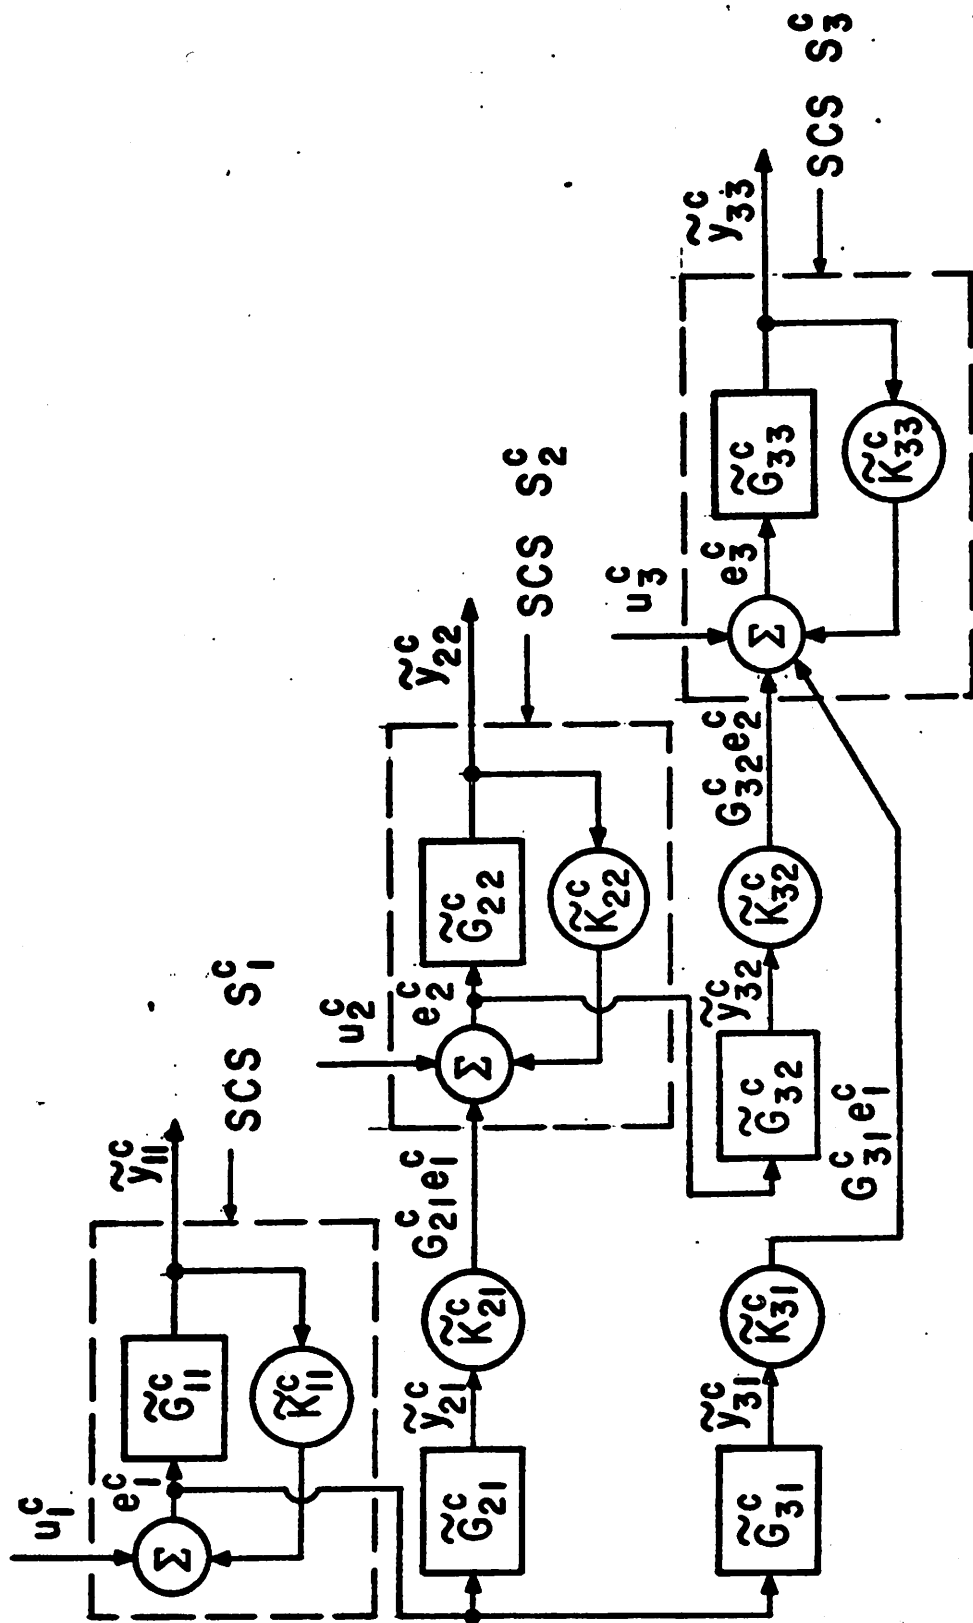 u₁ᶜ
Σ
e₁ᶜ
G̃₁₁ᶜ
K̃₁₁ᶜ
ỹ₁₁ᶜ
SCS S₁ᶜ
G̃₂₁ᶜ
ỹ₂₁ᶜ
K̃₂₁ᶜ
G₂₁ᶜe₁ᶜ
u₂ᶜ
Σ
e₂ᶜ
G̃₂₂ᶜ
K̃₂₂ᶜ
ỹ₂₂ᶜ
SCS S₂ᶜ
G̃₃₁ᶜ
ỹ₃₁ᶜ
K̃₃₁ᶜ
G₃₁ᶜe₁ᶜ
G̃₃₂ᶜ
ỹ₃₂ᶜ
K̃₃₂ᶜ
G₃₂ᶜe₂ᶜ
u₃ᶜ
Σ
e₃ᶜ
G̃₃₃ᶜ
K̃₃₃ᶜ
ỹ₃₃ᶜ
SCS S₃ᶜ